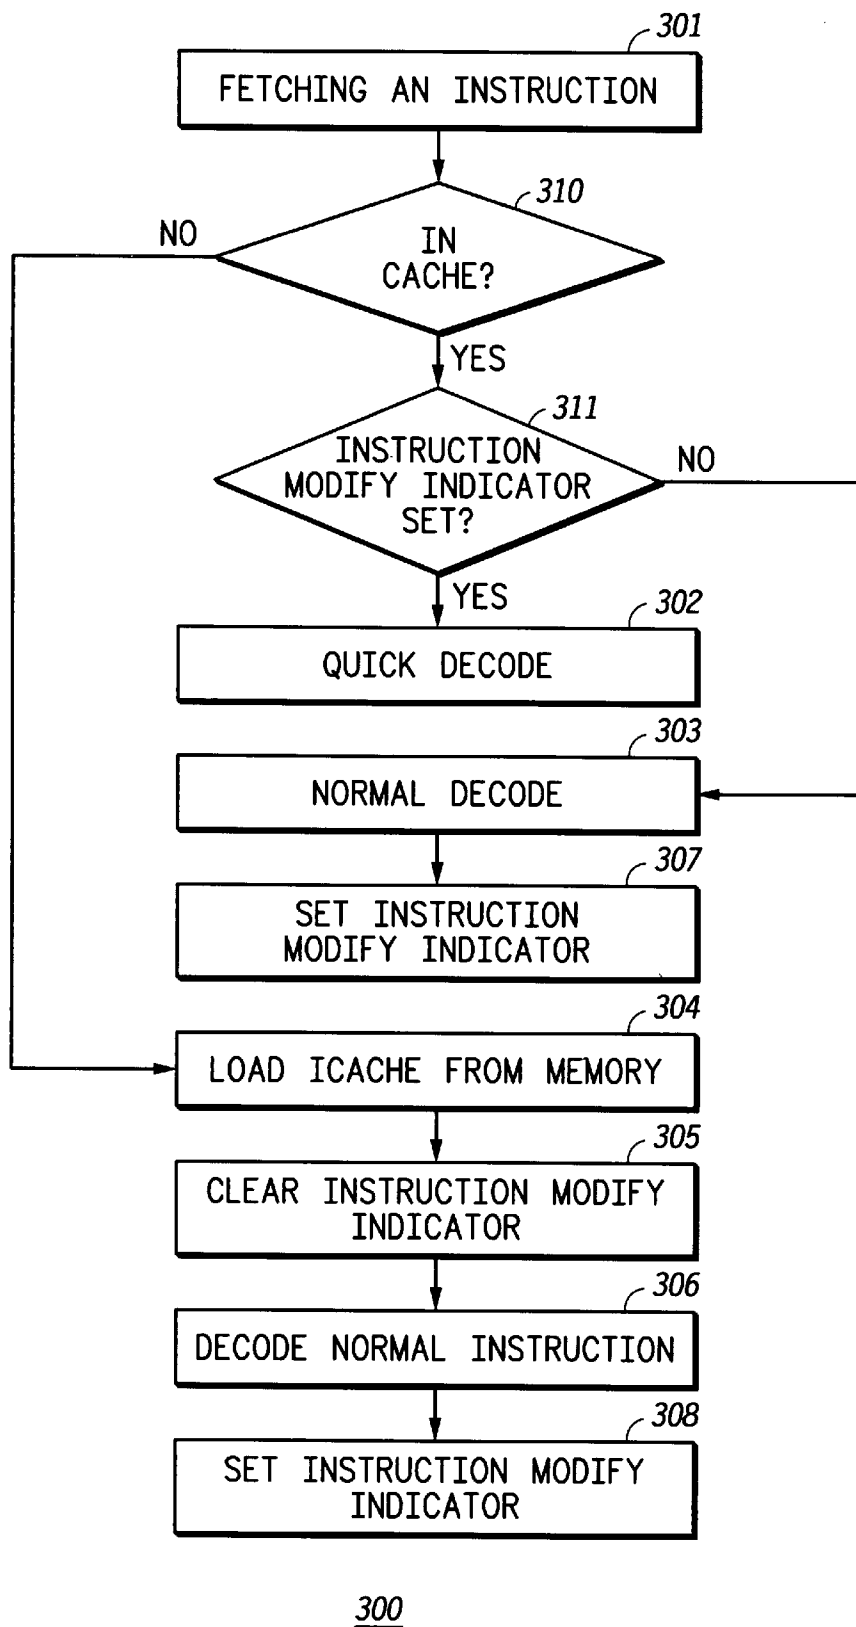 301
FETCHING AN INSTRUCTION
310
NO
IN
CACHE?
YES
311
INSTRUCTION
MODIFY INDICATOR
SET?
NO
YES
302
QUICK DECODE
303
NORMAL DECODE
307
SET INSTRUCTION
MODIFY INDICATOR
304
LOAD ICACHE FROM MEMORY
305
CLEAR INSTRUCTION MODIFY
INDICATOR
306
DECODE NORMAL INSTRUCTION
308
SET INSTRUCTION MODIFY
INDICATOR
300